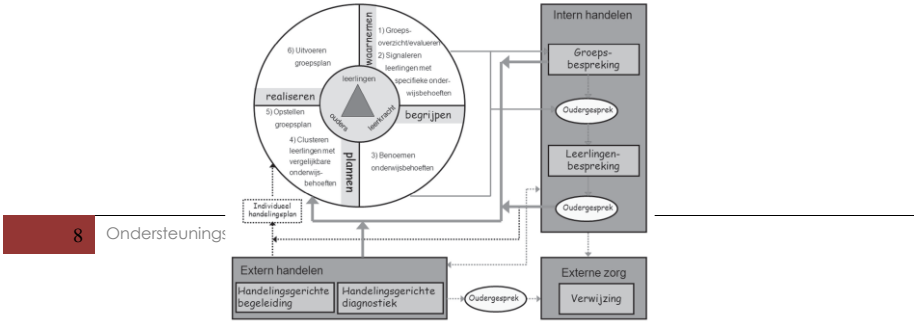 waarnemen
1) Groeps-
overzicht/evalueren
2) Signaleren
leerlingen met
specifieke onder-
wijsbehoeften
begrijpen
3) Benoemen
onderwijsbehoeften
plannen
4) Clusteren
leerlingen met
vergelijkbare
onderwijs-
behoeften
5) Opstellen
groepsplan
realiseren
6) Uitvoeren
groepsplan
leerlingen
ouders
leerkracht
Individueel
handelingsplan
Intern handelen
Groeps-
bespreking
Oudergesprek
Leerlingen-
bespreking
Oudergesprek
8 Ondersteunings
Extern handelen
Handelingsgerichte
begeleiding
Handelingsgerichte
diagnostiek
Oudergesprek
Externe zorg
Verwijzing